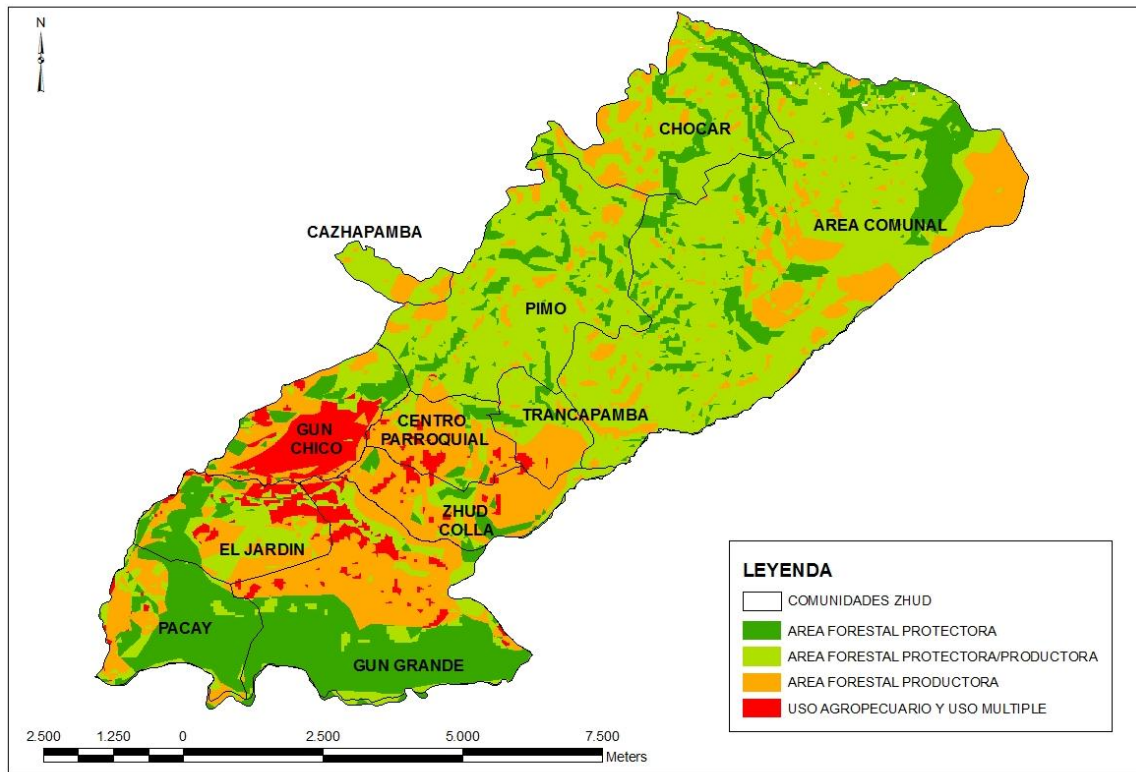 N
CHOCAR
AREA COMUNAL
CAZHAPAMBA
PIMO
TRANCAPAMBA
CENTRO
PARROQUIAL
GUN
CHICO
ZHUD
COLLA
EL JARDIN
PACAY
GUN GRANDE
LEYENDA
COMUNIDADES ZHUD
AREA FORESTAL PROTECTORA
AREA FORESTAL PROTECTORA/PRODUCTORA
AREA FORESTAL PRODUCTORA
USO AGROPECUARIO Y USO MULTIPLE
2.500 1.250 0 2.500 5.000 7.500
Meters